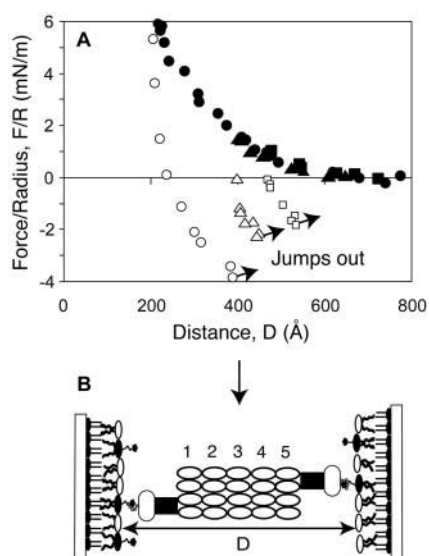 A
6
4
2
0
-2
-4
Force/Radius, F/R (mN/m)
Jumps out
0 200 400 600 800
Distance, D (Å)
B
1 2 3 4 5
D